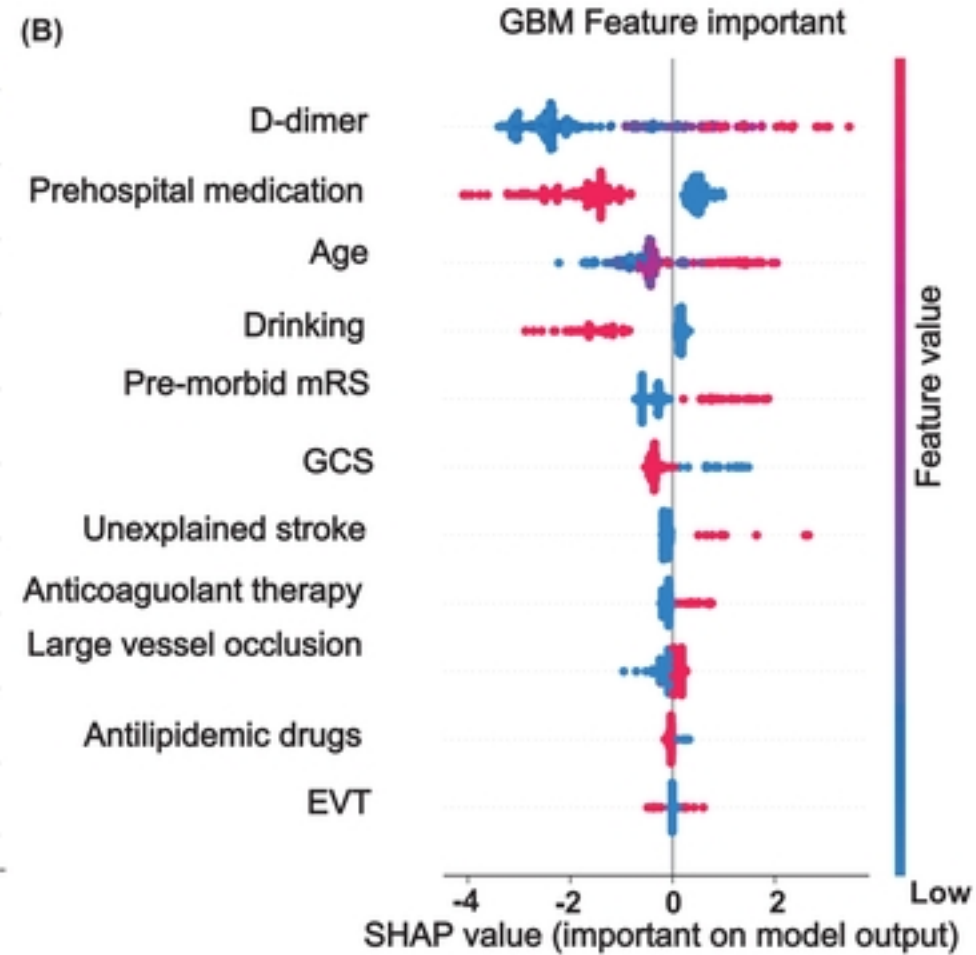 (B)
GBM Feature important
D-dimer
Prehospital medication
Age
Drinking
Pre-morbid mRS
GCS
Unexplained stroke
Anticoaguolant therapy
Large vessel occlusion
Antilipidemic drugs
EVT
Feature value
Low
-4 -2 0 2
SHAP value (important on model output)